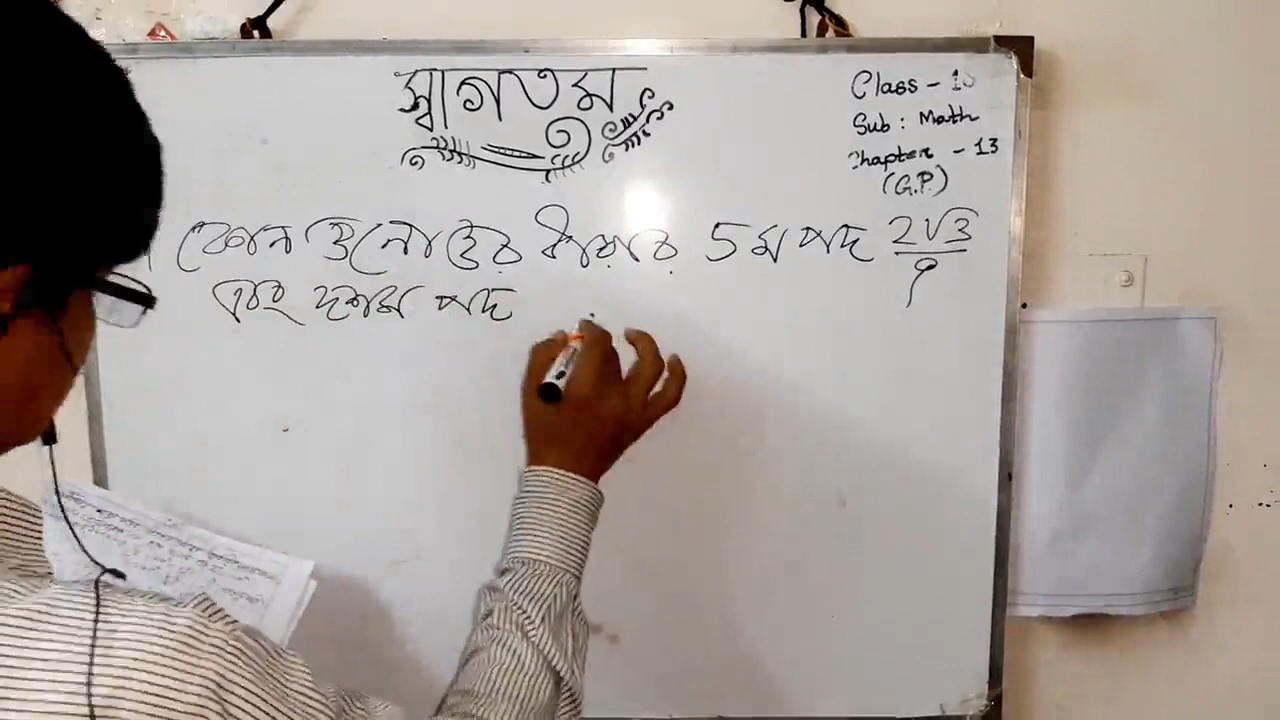 স্বাগতম
Class - 10
Sub : Math
Chapter - 13
(G.P.)
কোন গুনোত্তর ধারার 5ম পদ 2√3/9
এবং দশম পদ